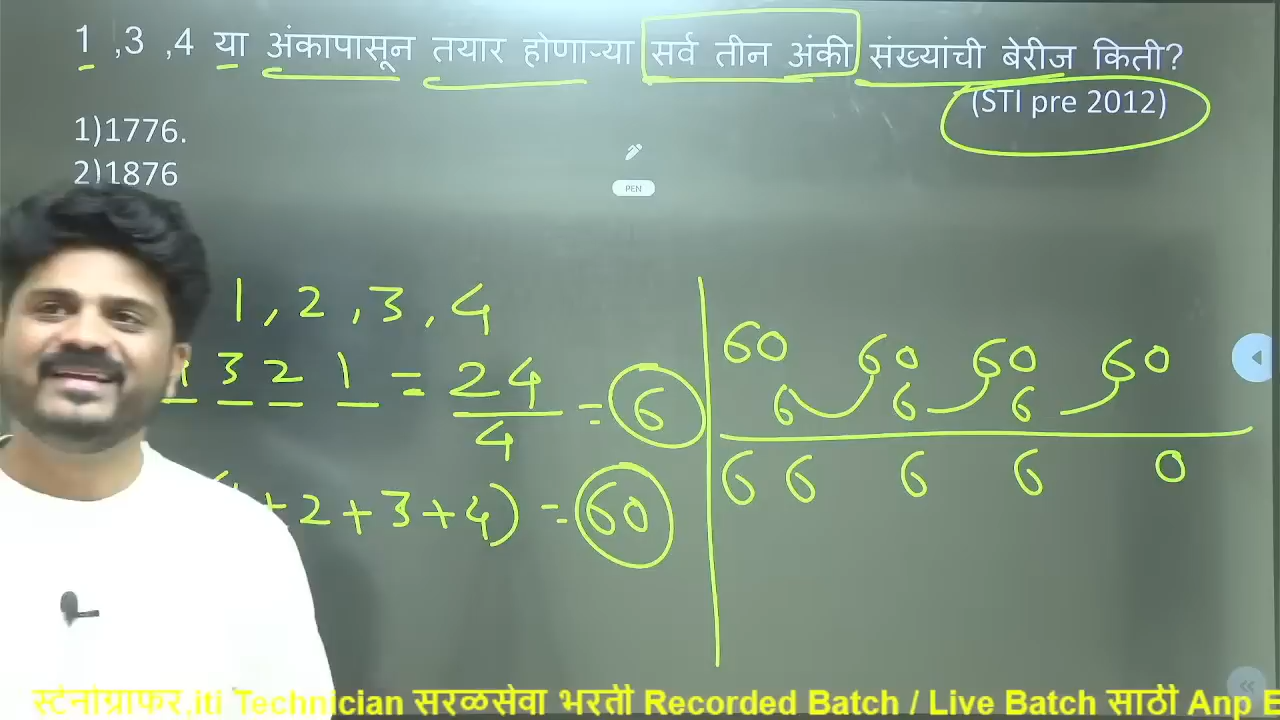 1 ,3 ,4 या अंकापासून तयार होणाऱ्या सर्व तीन अंकी संख्यांची बेरीज किती?
(STI pre 2012)
1)1776.
2)1876
PEN
1 , 2 , 3 , 4
3 2 1 = 24/4 = 6
+ 2 + 3 + 4) = 60
60 60 60 60
6 6 6
6 6 6 6 0
स्टेनोग्राफर,iti Technician सरळसेवा भरती Recorded Batch / Live Batch साठी Anp